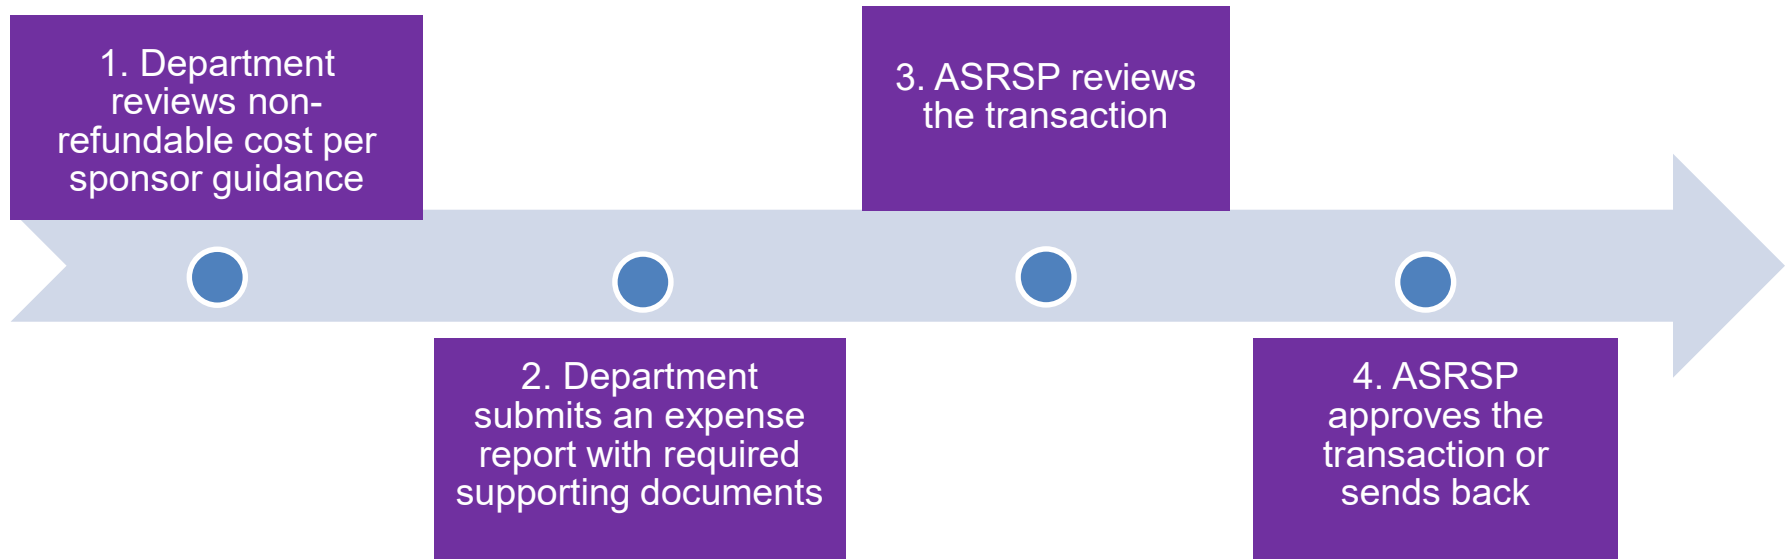 1. Department
reviews non-
refundable cost per
sponsor guidance
2. Department
submits an expense
report with required
supporting documents
3. ASRSP reviews
the transaction
4. ASRSP
approves the
transaction or
sends back